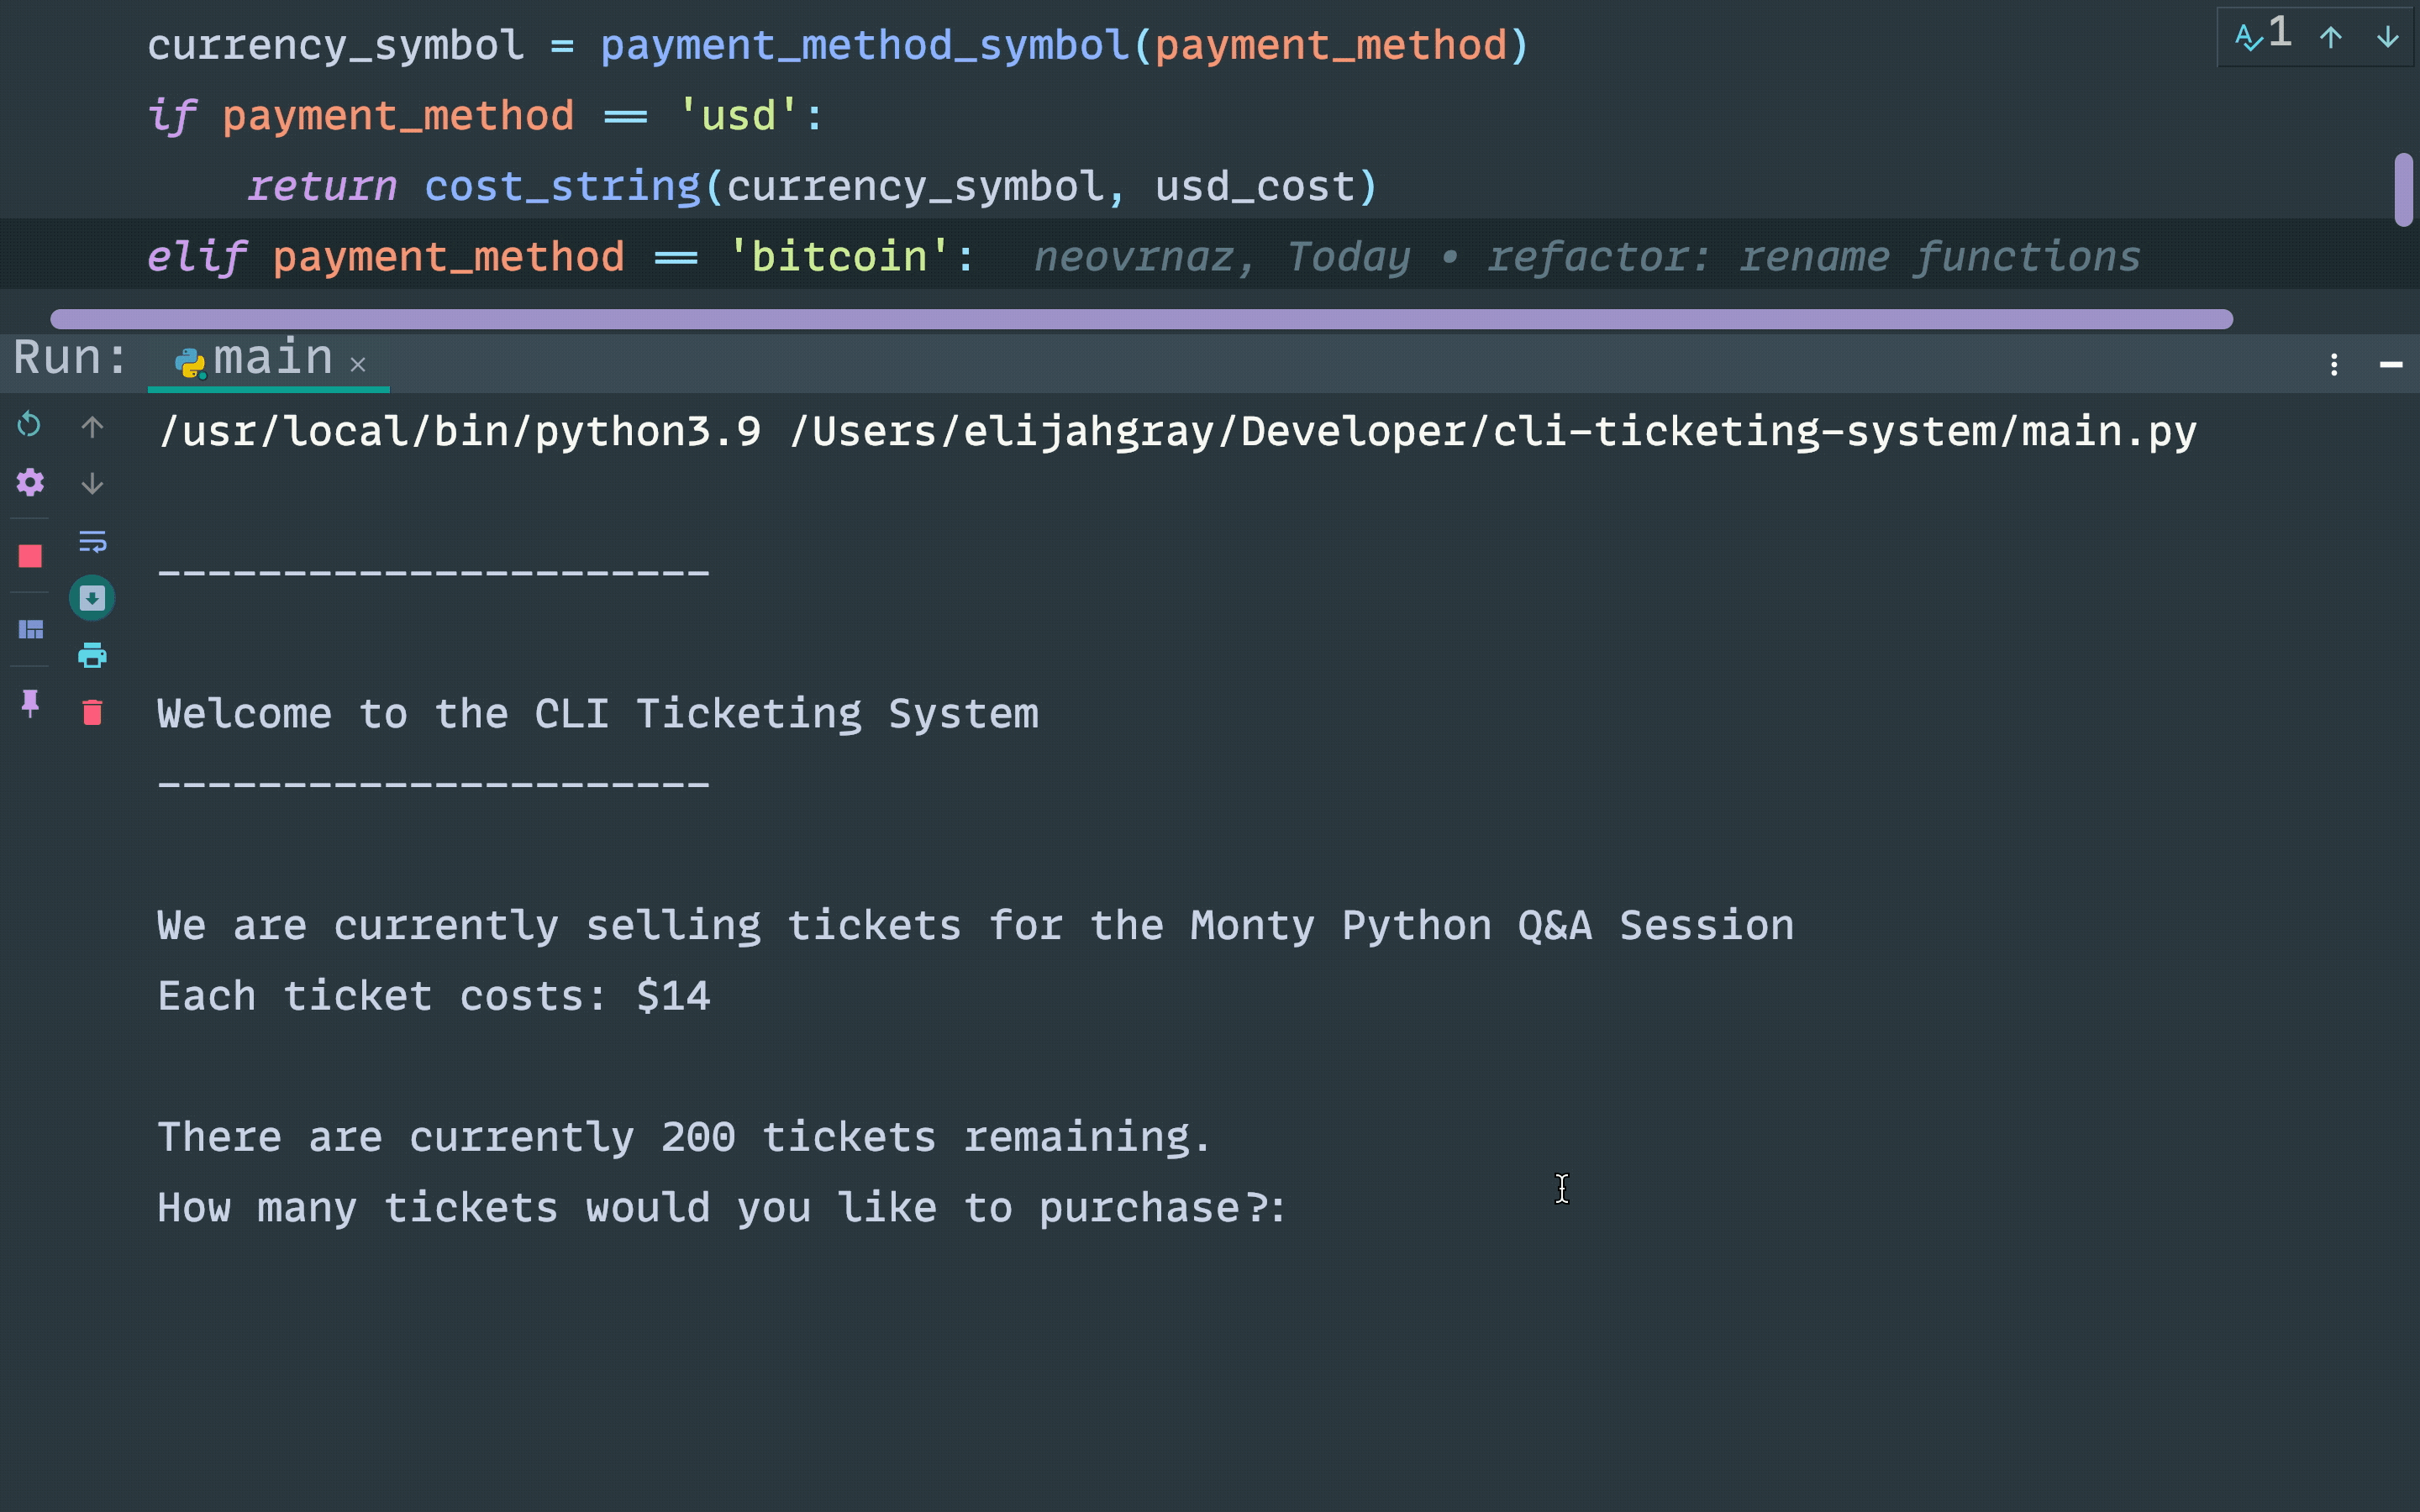 currency_symbol = payment_method_symbol(payment_method)
1
if payment_method == 'usd':
return cost_string(currency_symbol, usd_cost)
elif payment_method == 'bitcoin': neovrnaz, Today • refactor: rename functions
Run: main
/usr/local/bin/python3.9 /Users/elijahgray/Developer/cli-ticketing-system/main.py
----------------------
Welcome to the CLI Ticketing System
----------------------
We are currently selling tickets for the Monty Python Q&A Session
Each ticket costs: $14
There are currently 200 tickets remaining.
How many tickets would you like to purchase?: